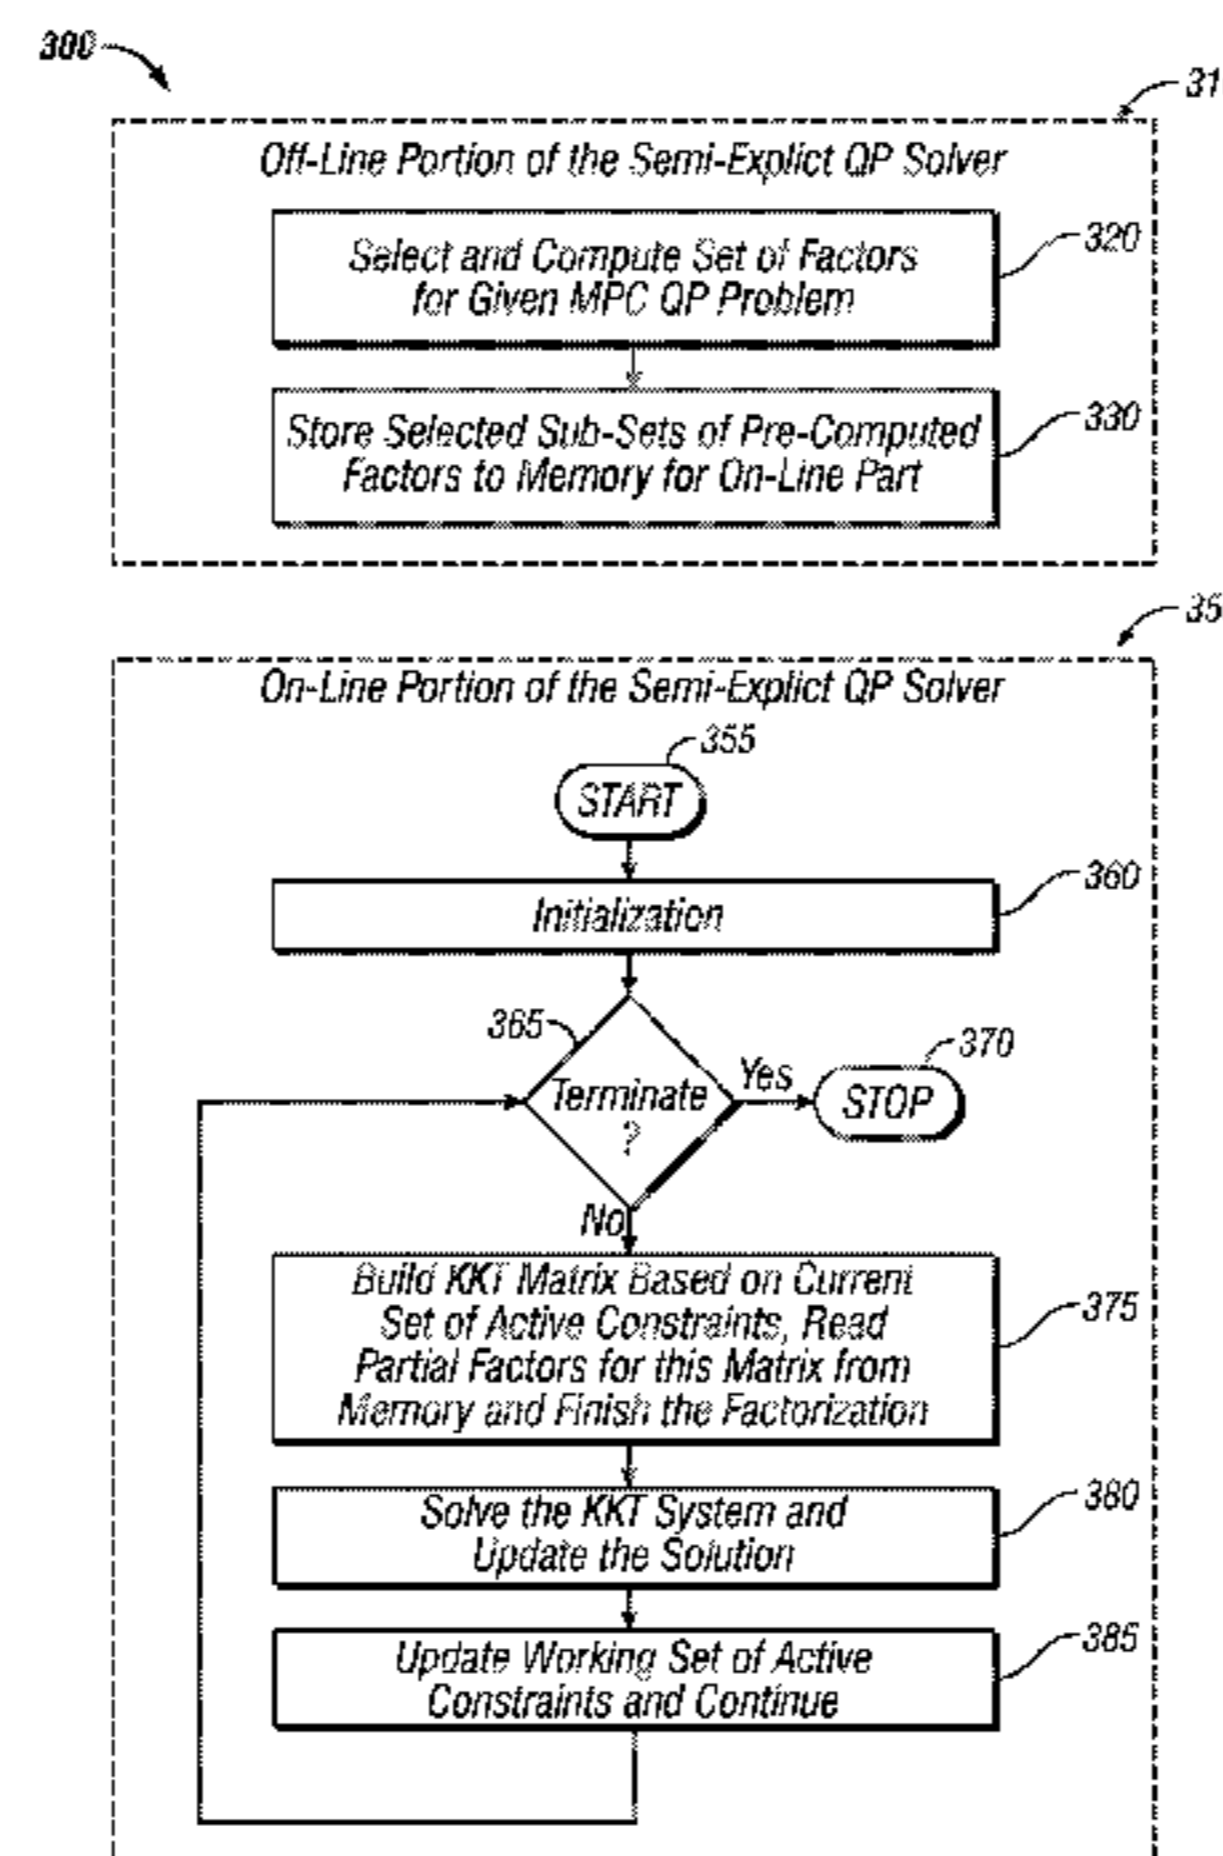 300
31
Off-Line Portion of the Semi-Explict QP Solver
Select and Compute Set of Factors
for Given MPC QP Problem
320
Store Selected Sub-Sets of Pre-Computed
Factors to Memory for On-Line Part
330
35
On-Line Portion of the Semi-Explict QP Solver
355
START
360
Initialization
365
Terminate
?
Yes
370
STOP
No
Build KKT Matrix Based on Current
Set of Active Constraints, Read
Partial Factors for this Matrix from
Memory and Finish the Factorization
375
Solve the KKT System and
Update the Solution
380
Update Working Set of Active
Constraints and Continue
385